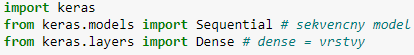 import keras
from keras.models import Sequential # sekvencny model
from keras.layers import Dense # dense = vrstvy